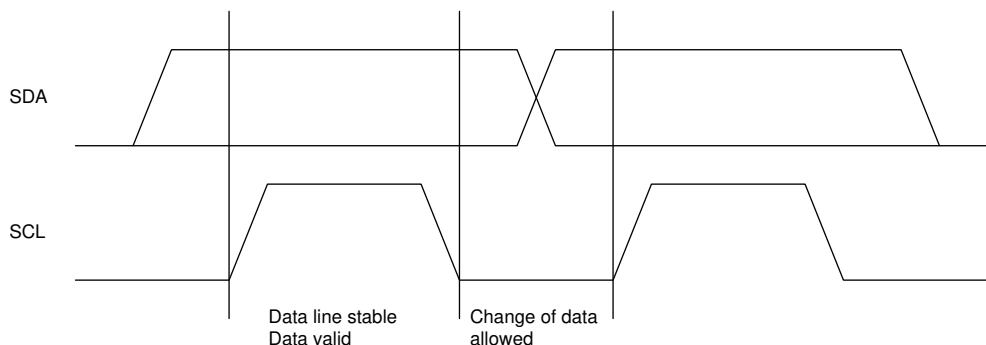 SDA
SCL
Data line stable
Data valid
Change of data
allowed